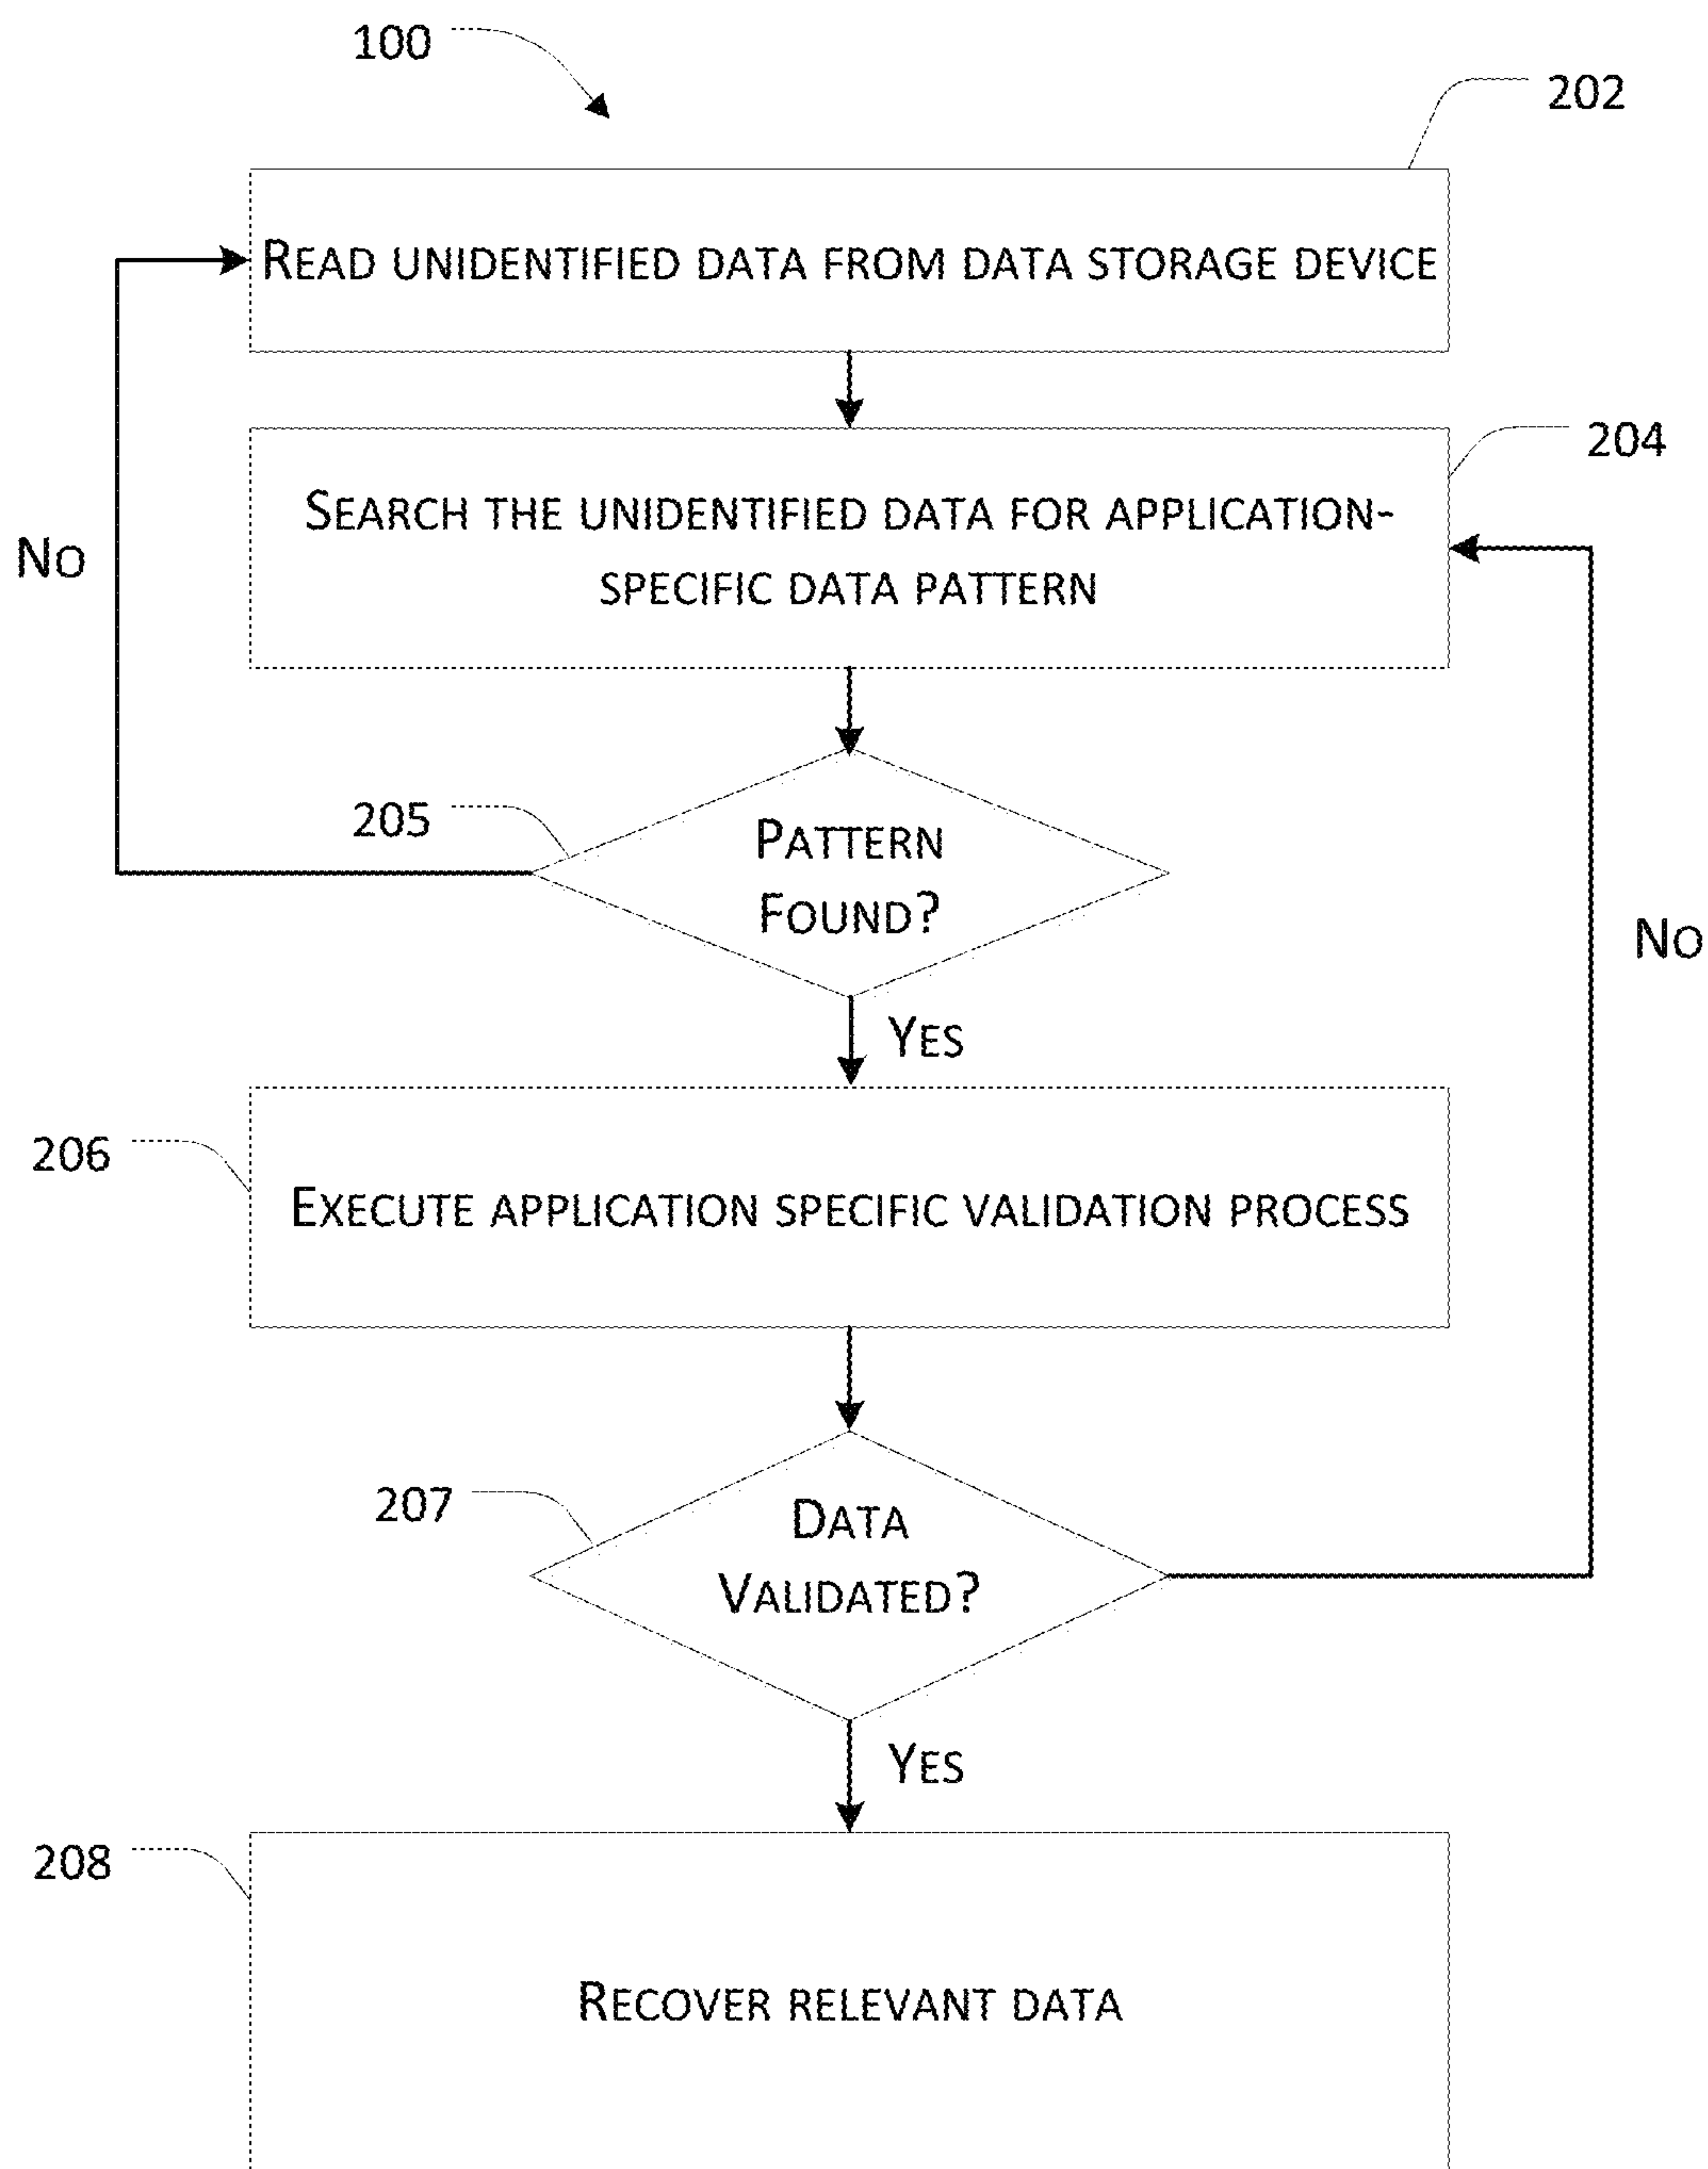 100
202
READ UNIDENTIFIED DATA FROM DATA STORAGE DEVICE
204
SEARCH THE UNIDENTIFIED DATA FOR APPLICATION-
SPECIFIC DATA PATTERN
NO
205
PATTERN
FOUND?
NO
YES
206
EXECUTE APPLICATION SPECIFIC VALIDATION PROCESS
207
DATA
VALIDATED?
YES
208
RECOVER RELEVANT DATA